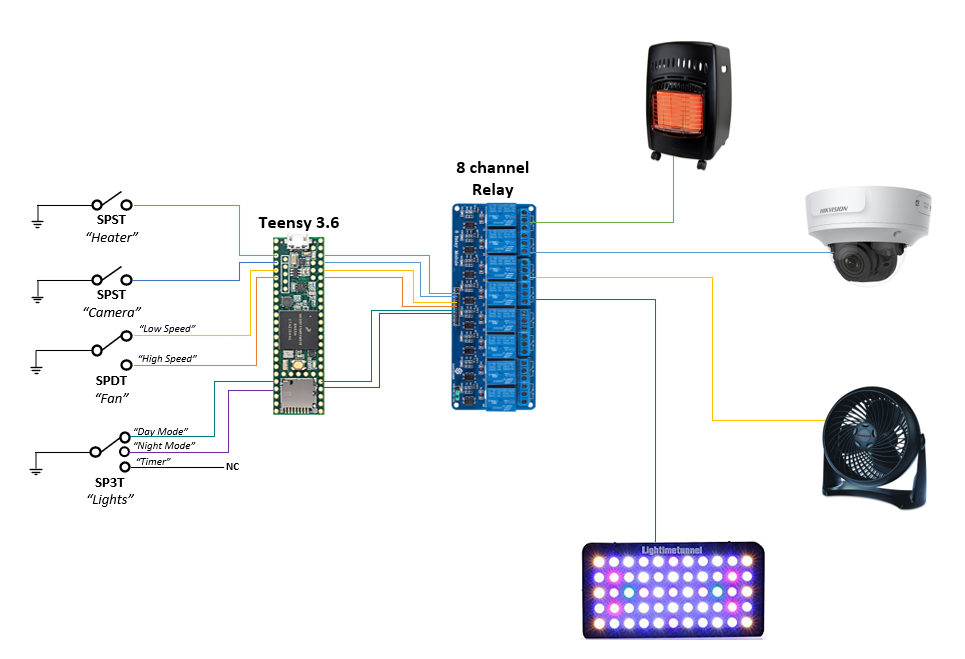 8 channel
Relay
Teensy 3.6
SPST
“Heater”
SPST
“Camera”
“Low Speed”
“High Speed”
SPDT
“Fan”
“Day Mode”
“Night Mode”
“Timer”
NC
SP3T
“Lights”
HIKVISION
Lightimetunnel